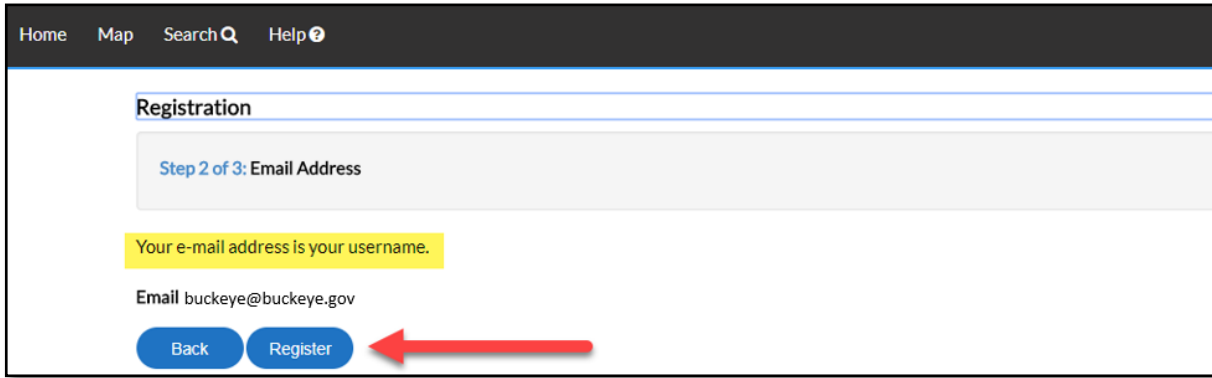 Home Map Search Help
Registration
Step 2 of 3: Email Address
Your e-mail address is your username.
Email buckeye@buckeye.gov
Back Register